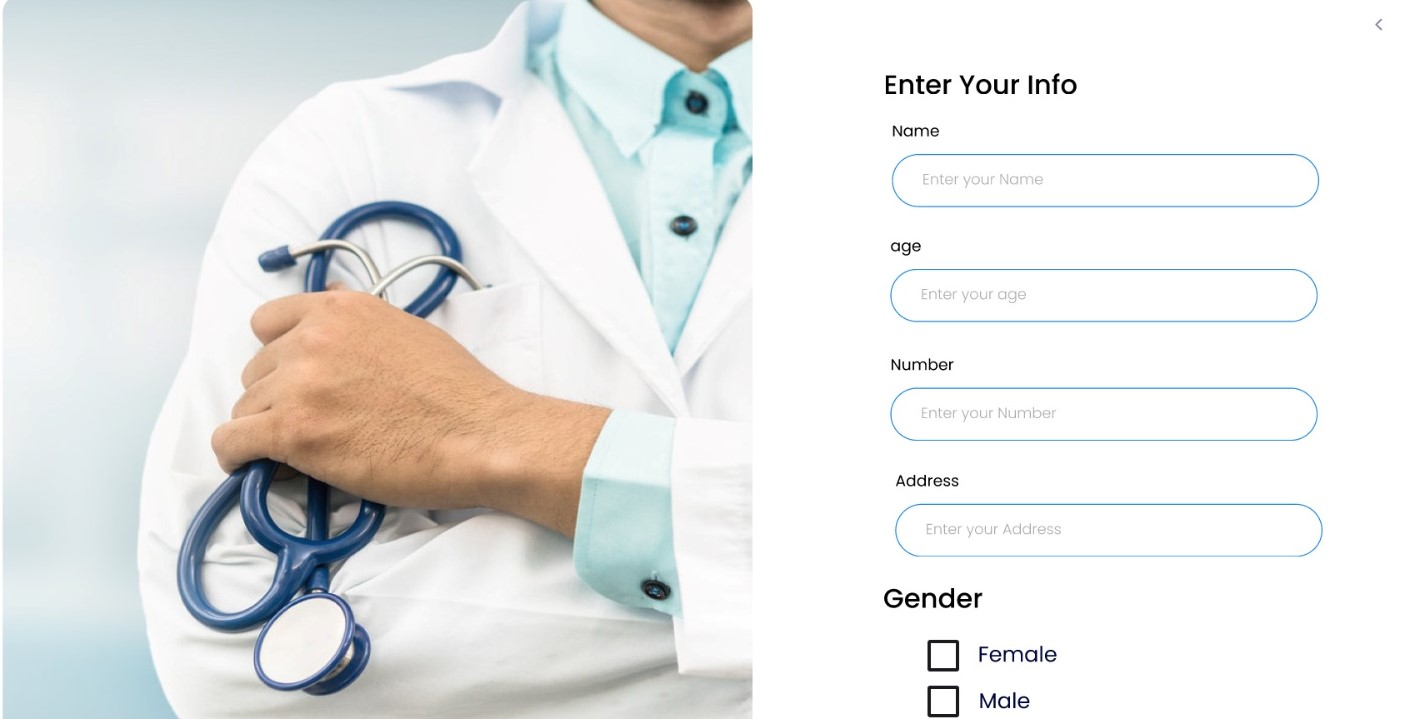 Enter Your Info
Name
Enter your Name
age
Enter your age
Number
Enter your Number
Address
Enter your Address
Gender
Female
Male